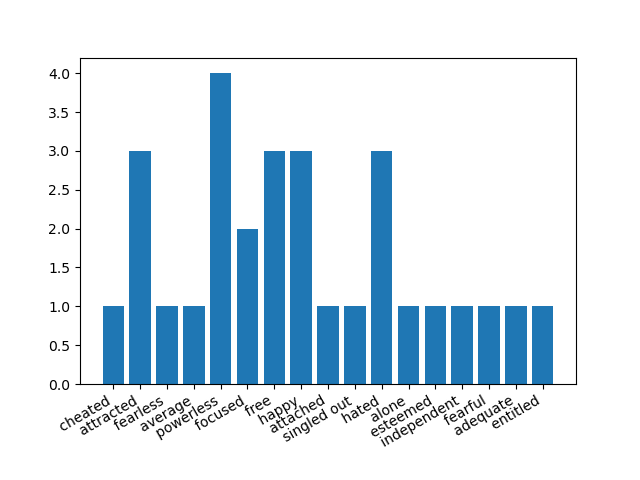 4.0
3.5
3.0
2.5
2.0
1.5
1.0
0.5
0.0
cheated
attracted
fearless
average
powerless
focused
free
happy
attached
singled out
hated
alone
esteemed
independent
fearful
adequate
entitled